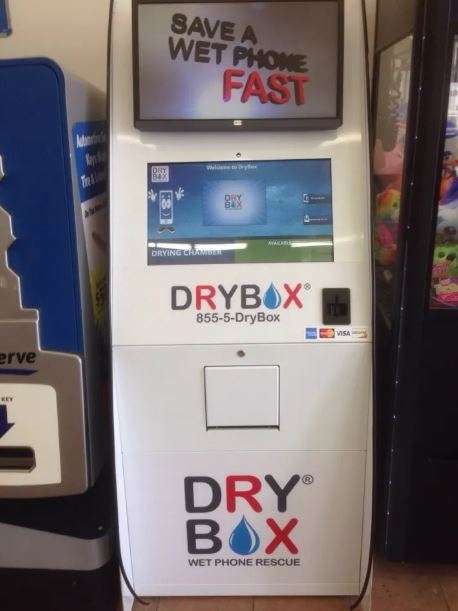 SAVE A
WET PHONE
FAST
DRY
BOX
Welcome to DryBox
DRY
BOX
DRYING CHAMBER
AVAILABLE
DRYBOX®
855-5-DryBox
VISA
DRY®
BOX
WET PHONE RESCUE
erve
KEY